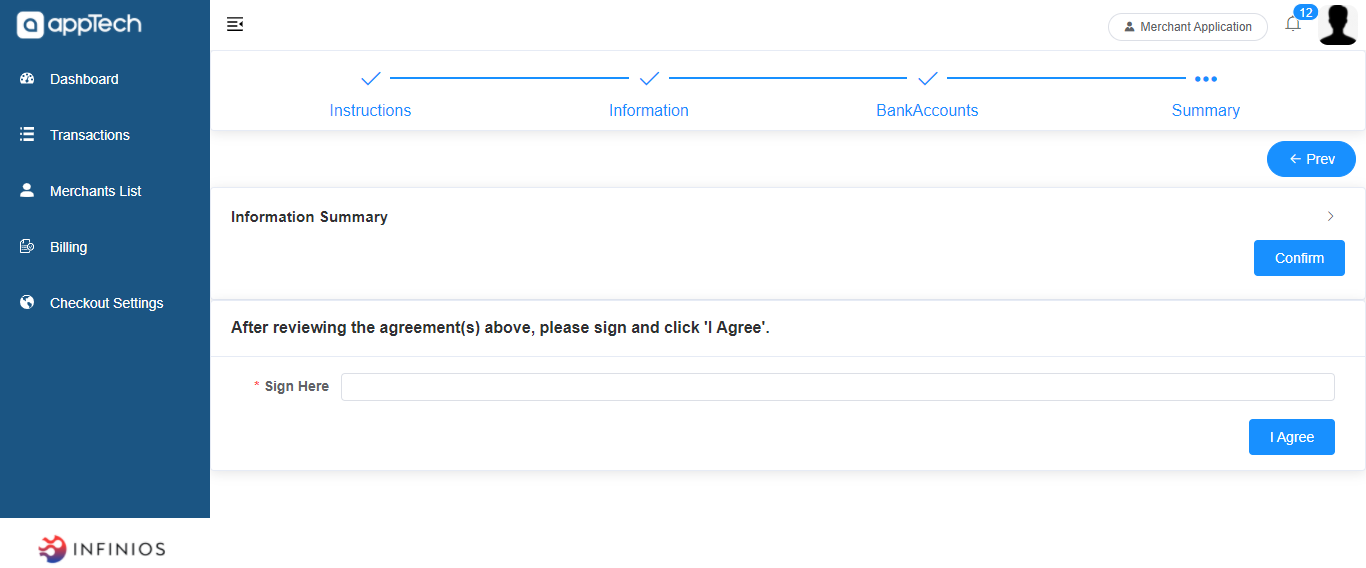 appTech
Merchant Application
12
Dashboard
Transactions
Merchants List
Billing
Checkout Settings
Instructions
Information
BankAccounts
Summary
Prev
Information Summary
Confirm
After reviewing the agreement(s) above, please sign and click 'I Agree'.
* Sign Here
I Agree
INFINIOS